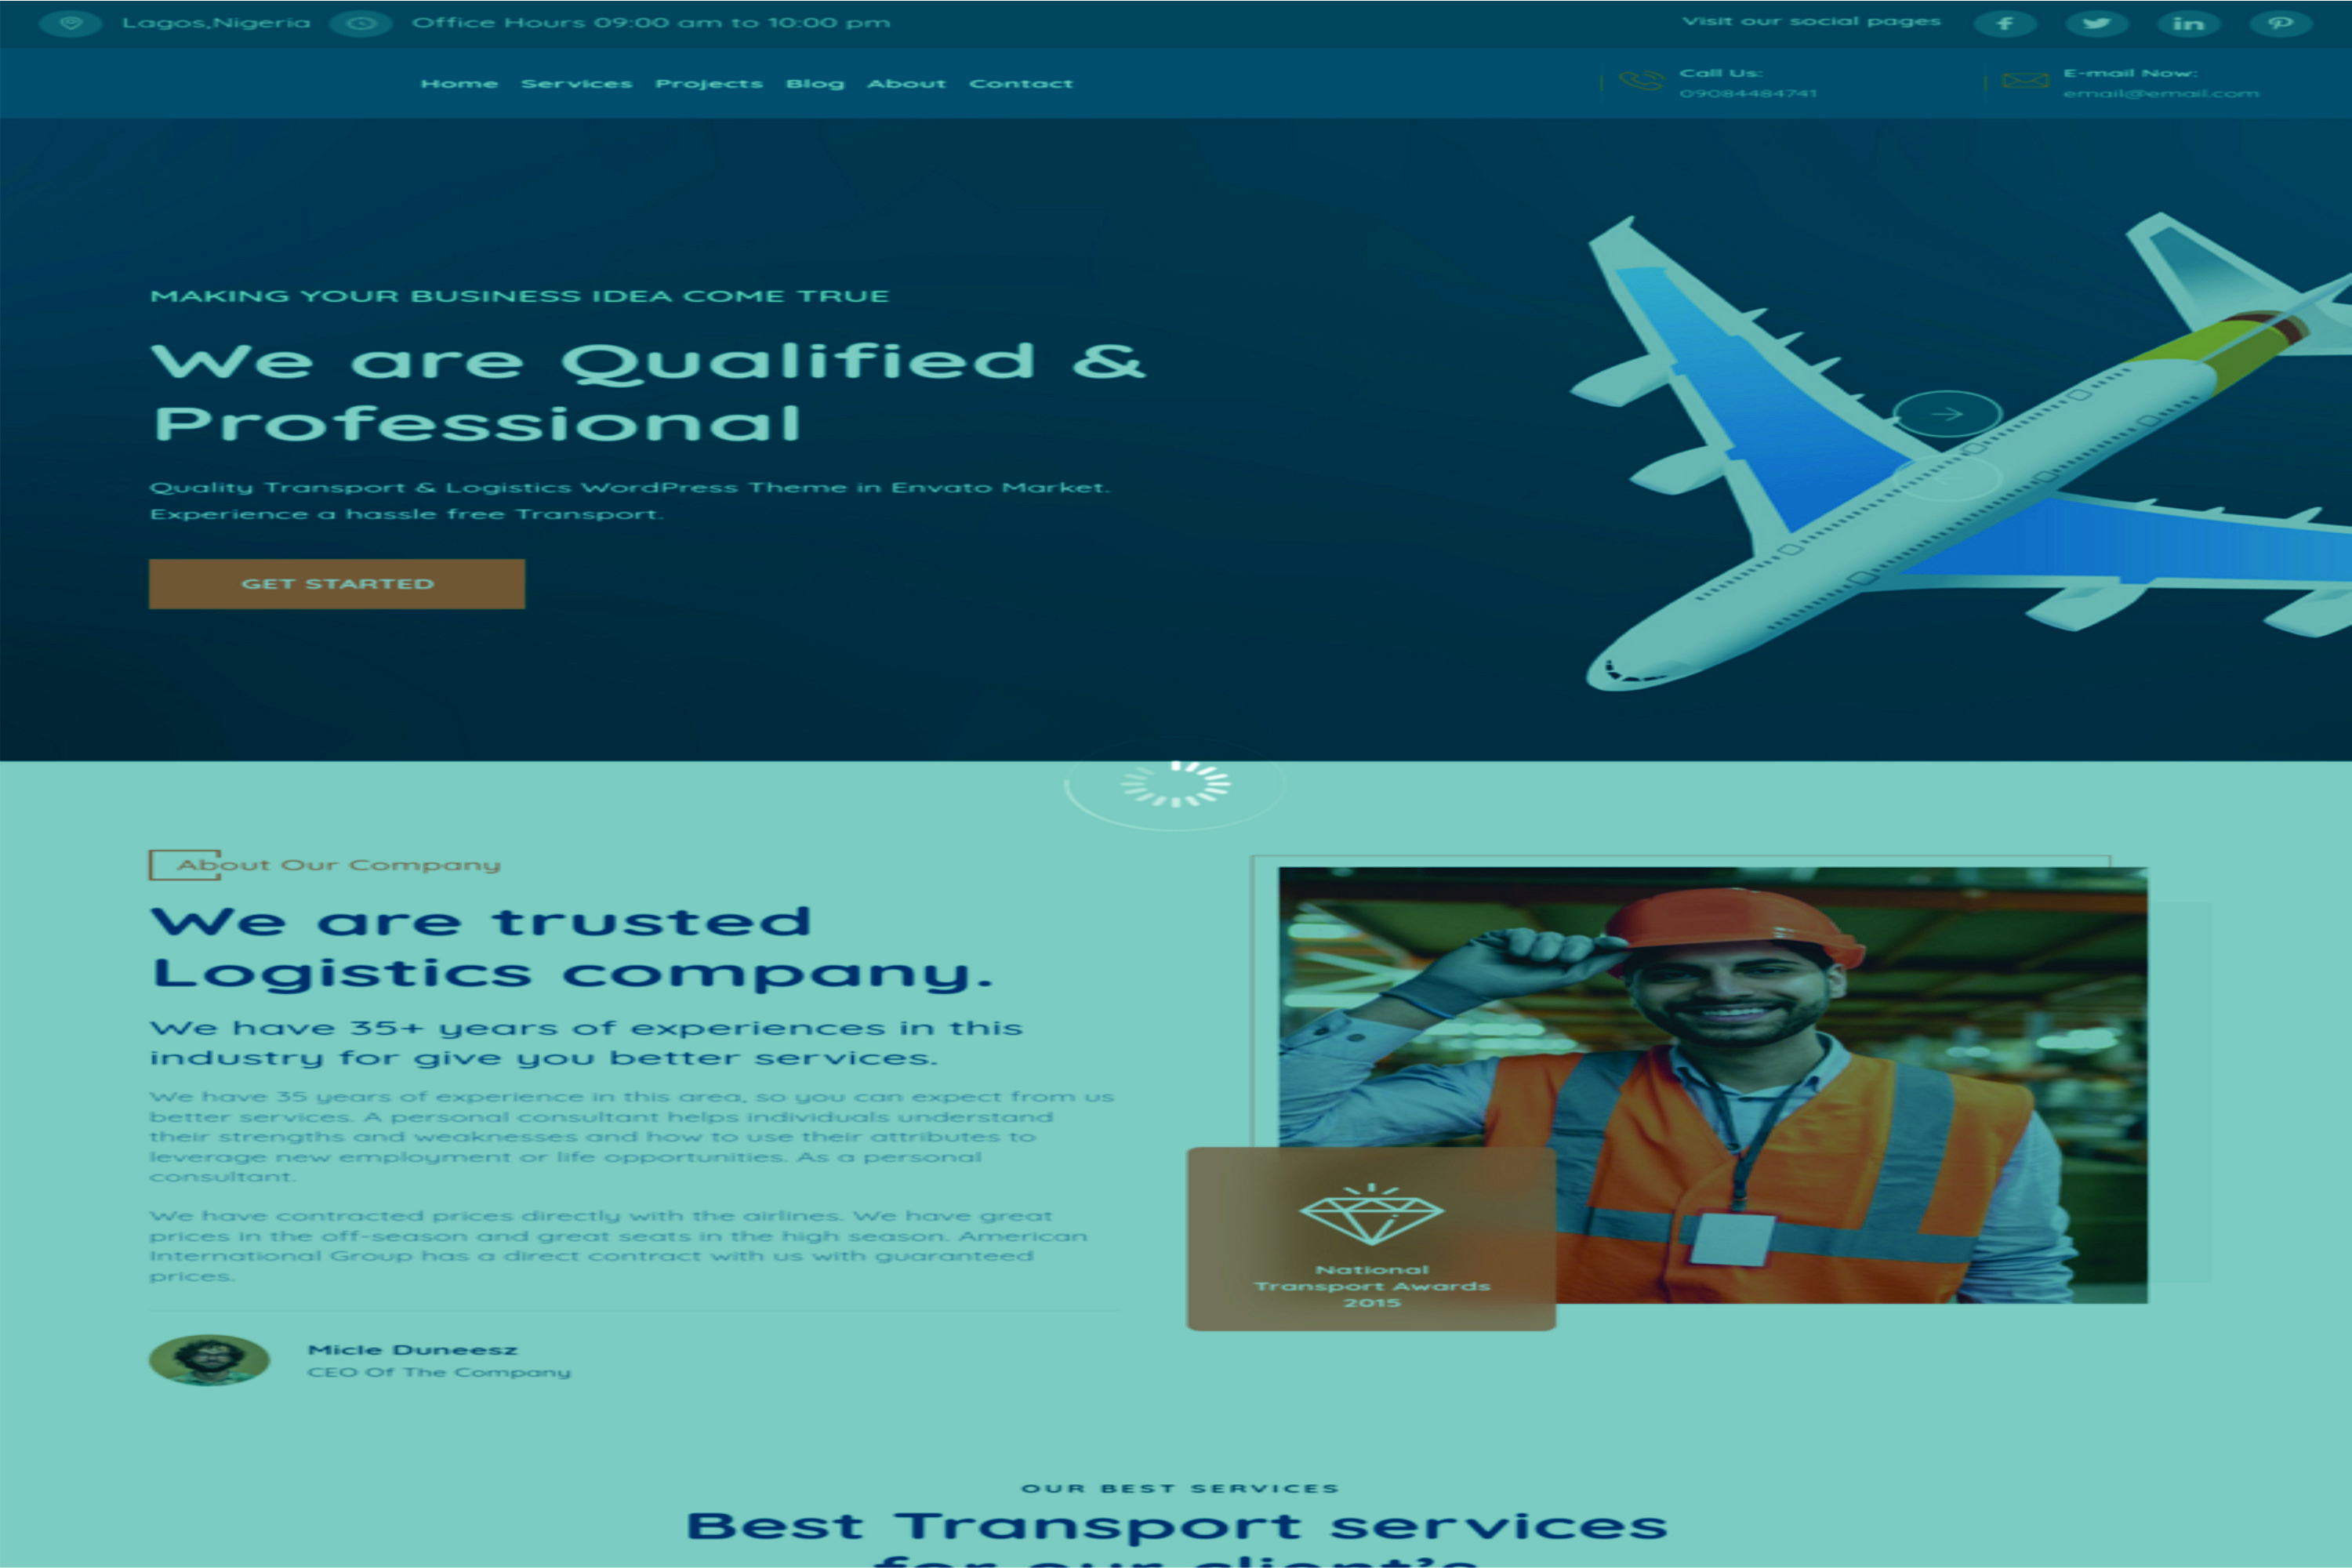 Lagos,Nigeria
Office Hours 09:00 am to 10:00 pm
Visit our social pages
Home Services Projects Blog About Contact
Call Us:
09084484741
E-mail Now:
email@email.com
MAKING YOUR BUSINESS IDEA COME TRUE
We are Qualified &
Professional
Quality Transport & Logistics WordPress Theme in Envato Market.
Experience a hassle free Transport.
GET STARTED
About Our Company
We are trusted
Logistics company.
We have 35+ years of experiences in this
industry for give you better services.
We have 35 years of experience in this area, so you can expect from us
better services. A personal consultant helps individuals understand
their strengths and weaknesses and how to use their attributes to
leverage new employment or life opportunities. As a personal
consultant.
We have contracted prices directly with the airlines. We have great
prices in the off-season and great seats in the high season. American
International Group has a direct contract with us with guaranteed
prices.
Micle Duneesz
CEO Of The Company
National
Transport Awards
2015
OUR BEST SERVICES
Best Transport services
for our client's